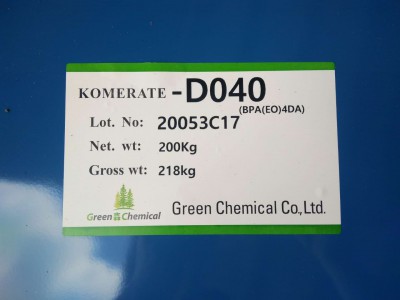 KOMERATE -D040
(BPA(EO)4DA)
Lot. No: 20053C17
Net. wt: 200Kg
Gross wt: 218kg
Green Chemical
Green Chemical Co., Ltd.